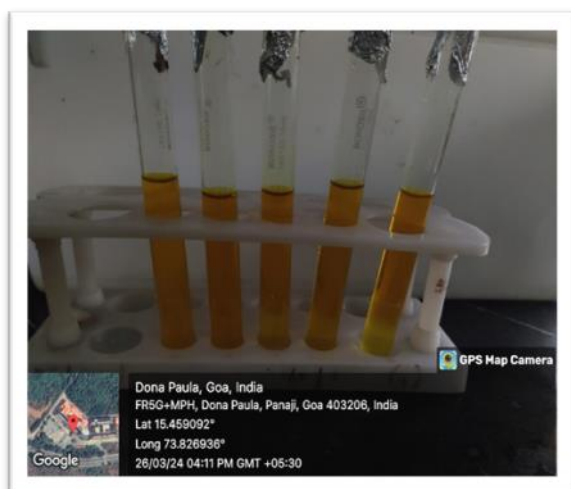 GPS Map Camera
Dona Paula, Goa, India
FR5G+MPH, Dona Paula, Panaji, Goa 403206, India
Lat 15.459092°
Long 73.826936°
26/03/24 04:11 PM GMT +05:30
Google